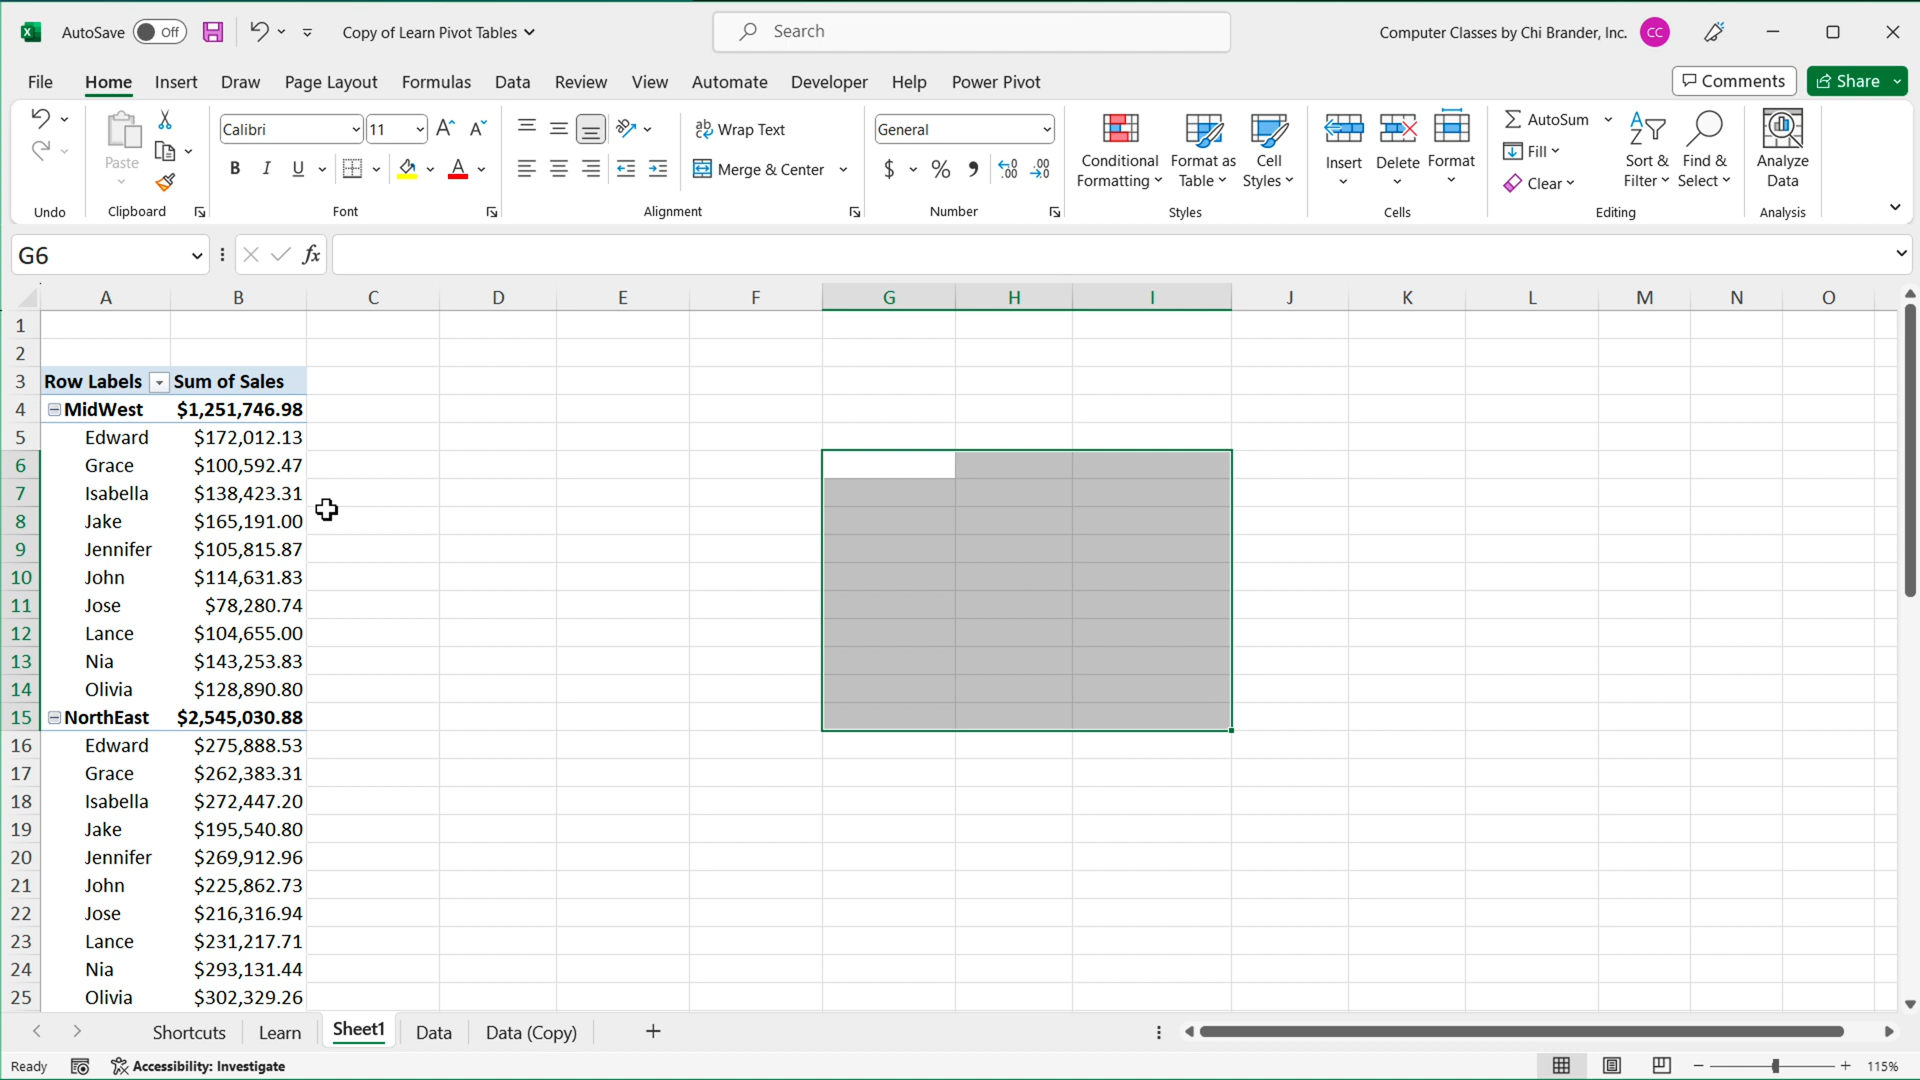 AutoSave Off Copy of Learn Pivot Tables Search Computer Classes by Chi Brander, Inc. CC
File Home Insert Draw Page Layout Formulas Data Review View Automate Developer Help Power Pivot Comments Share
Paste
Undo Clipboard
Calibri 11
B I U A
Font
ab Wrap Text
Merge & Center
Alignment
General
$ % 9 .00
Number
Conditional Formatting
Format as Table
Cell Styles
Styles
Insert Delete Format
Cells
AutoSum
Fill
Clear
Sort & Filter
Find & Select
Editing
Analyze Data
Analysis
G6 fx
A B C D E F G H I J K L M N O
1
2
3 Row Labels Sum of Sales
4 MidWest $1,251,746.98
5 Edward $172,012.13
6 Grace $100,592.47
7 Isabella $138,423.31
8 Jake $165,191.00
9 Jennifer $105,815.87
10 John $114,631.83
11 Jose $78,280.74
12 Lance $104,655.00
13 Nia $143,253.83
14 Olivia $128,890.80
15 NorthEast $2,545,030.88
16 Edward $275,888.53
17 Grace $262,383.31
18 Isabella $272,447.20
19 Jake $195,540.80
20 Jennifer $269,912.96
21 John $225,862.73
22 Jose $216,316.94
23 Lance $231,217.71
24 Nia $293,131.44
25 Olivia $302,329.26
Shortcuts Learn Sheet1 Data Data (Copy)
Ready Accessibility: Investigate 115%